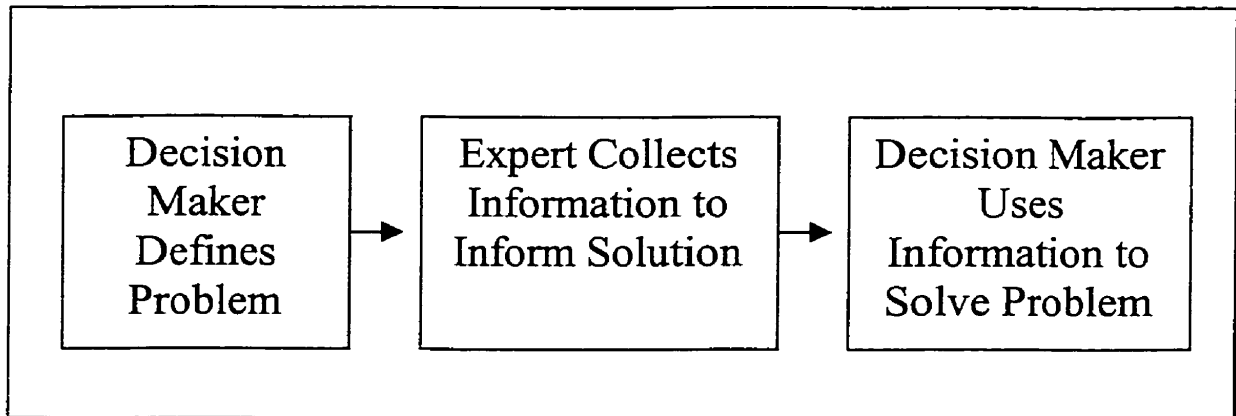 Decision
Maker
Defines
Problem
Expert Collects
Information to
Inform Solution
Decision Maker
Uses
Information to
Solve Problem